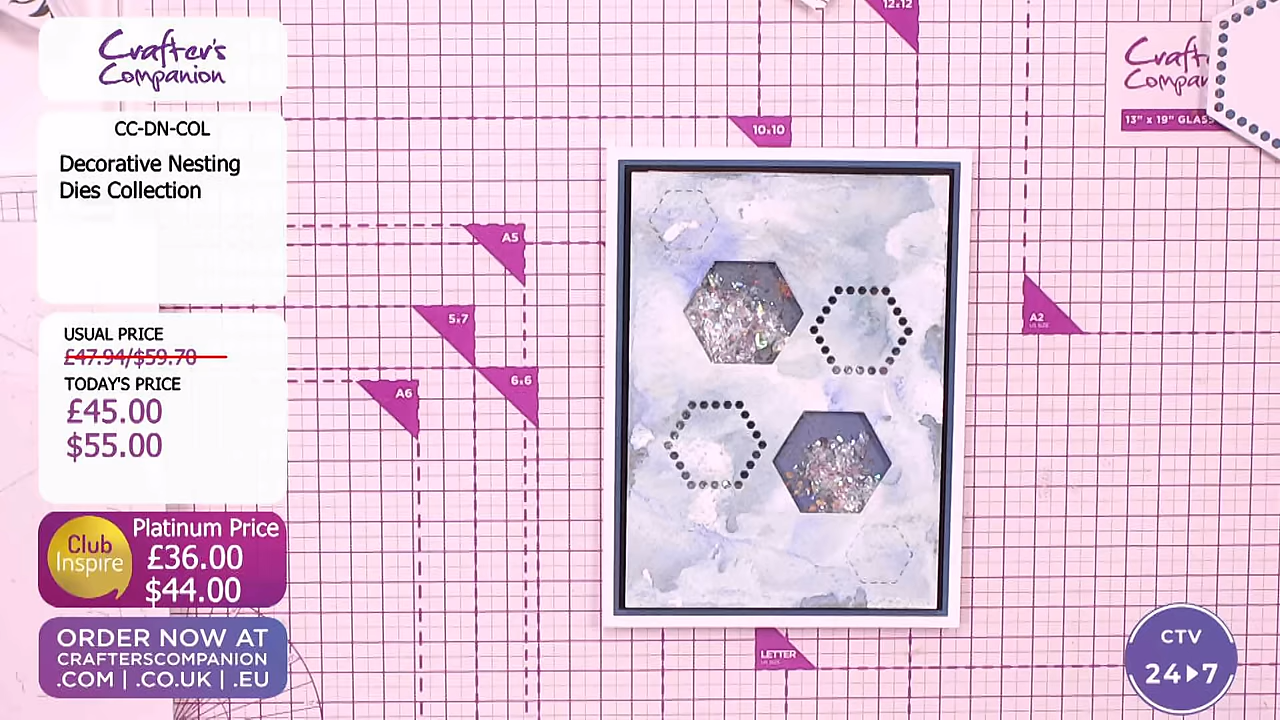 Crafter's
Companion
CC-DN-COL
Decorative Nesting
Dies Collection
USUAL PRICE
£47.94/$59.70
TODAY'S PRICE
£45.00
$55.00
Club
Inspire
Platinum Price
£36.00
$44.00
ORDER NOW AT
CRAFTERSCOMPANION
.COM | .CO.UK | .EU
12x12
10x10
A5
5x7
6x6
A6
A2
LETTER
Craft
Compan
13" x 19" GLASS
CTV
24▶7